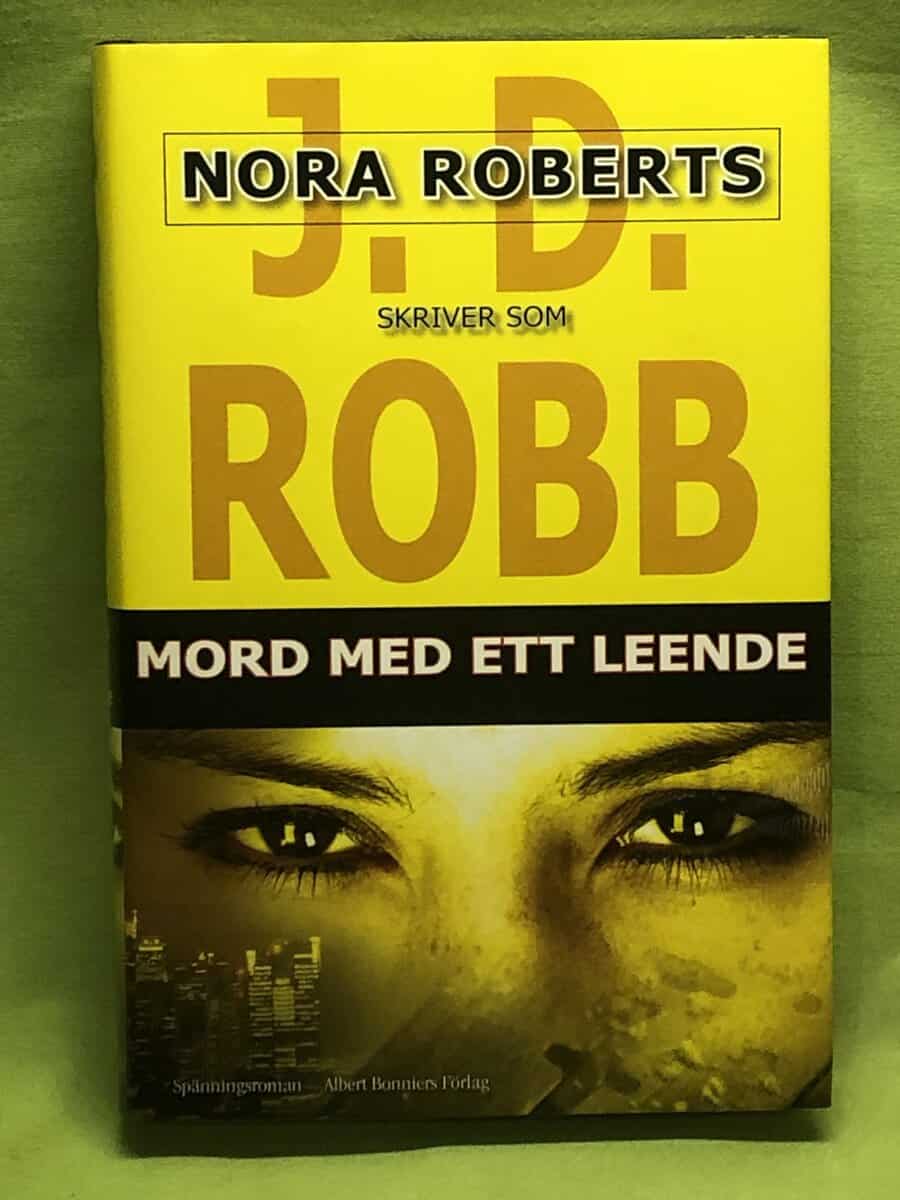 J. D.
NORA ROBERTS
SKRIVER SOM
ROBB
MORD MED ETT LEENDE
Spänningsroman Albert Bonniers Förlag